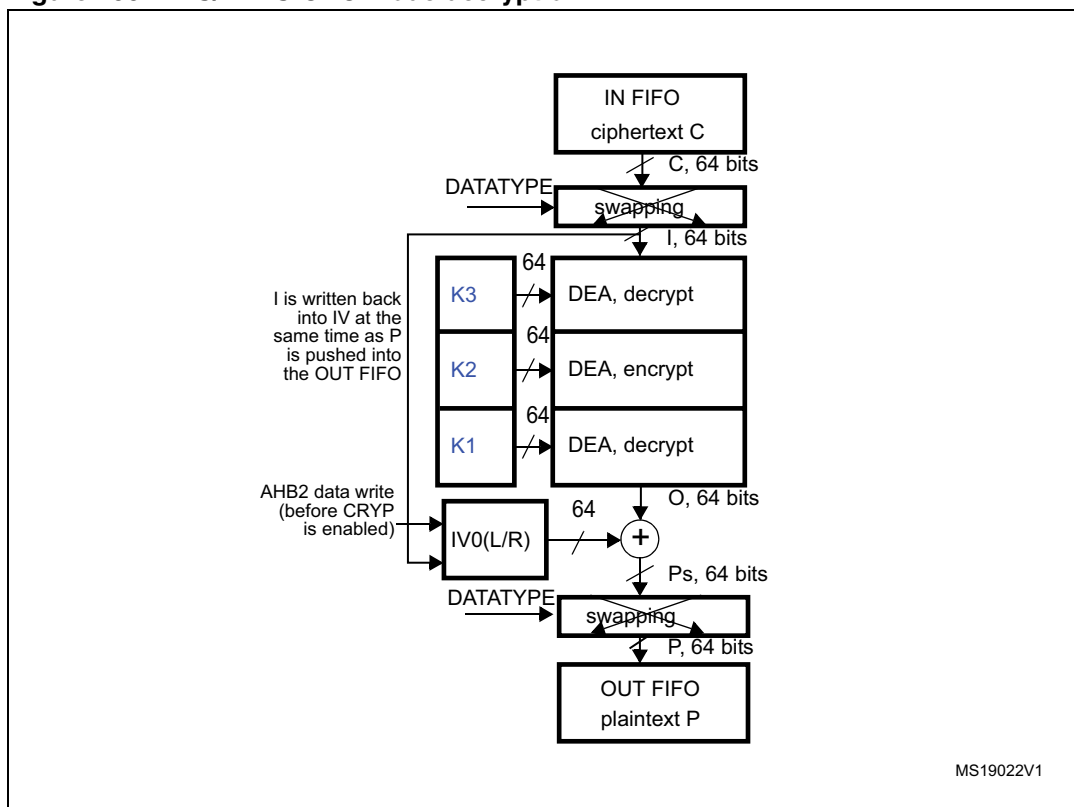 IN FIFO
ciphertext C
C, 64 bits
DATATYPE
swapping
I, 64 bits
64
K3
DEA, decrypt
I is written back
into IV at the
same time as P
is pushed into
the OUT FIFO
64
K2
DEA, encrypt
64
K1
DEA, decrypt
O, 64 bits
AHB2 data write
(before CRYP
is enabled)
IV0(L/R)
64
+
Ps, 64 bits
DATATYPE
swapping
P, 64 bits
OUT FIFO
plaintext P
MS19022V1